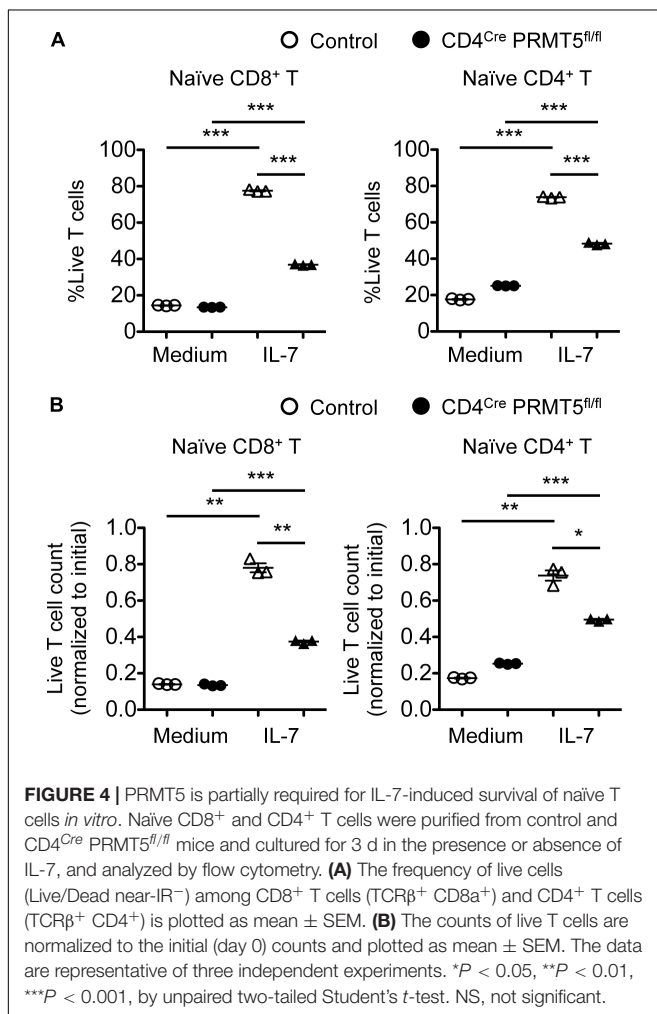 A
Control
CD4Cre PRMT5fl/fl
Naïve CD8+ T
Naïve CD4+ T
***
***
***
***
***
***
%Live T cells
100
80
60
40
20
0
Medium
IL-7
%Live T cells
100
80
60
40
20
0
Medium
IL-7
B
Control
CD4Cre PRMT5fl/fl
Naïve CD8+ T
Naïve CD4+ T
***
**
**
***
**
*
Live T cell count
(normalized to initial)
1.0
0.8
0.6
0.4
0.2
0.0
Medium
IL-7
Live T cell count
(normalized to initial)
1.0
0.8
0.6
0.4
0.2
0.0
Medium
IL-7
FIGURE 4 | PRMT5 is partially required for IL-7-induced survival of naïve T
cells in vitro. Naïve CD8+ and CD4+ T cells were purified from control and
CD4Cre PRMT5fl/fl mice and cultured for 3 d in the presence or absence of
IL-7, and analyzed by flow cytometry. (A) The frequency of live cells
(Live/Dead near-IR−) among CD8+ T cells (TCRβ+ CD8a+) and CD4+ T cells
(TCRβ+ CD4+) is plotted as mean ± SEM. (B) The counts of live T cells are
normalized to the initial (day 0) counts and plotted as mean ± SEM. The data
are representative of three independent experiments. *P < 0.05, **P < 0.01,
***P < 0.001, by unpaired two-tailed Student's t-test. NS, not significant.